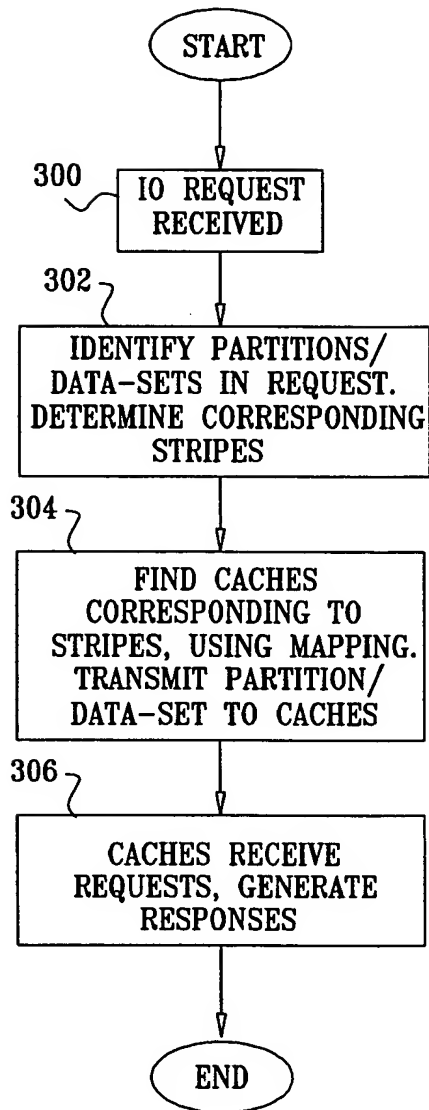 START
300
IO REQUEST
RECEIVED
302
IDENTIFY PARTITIONS/
DATA-SETS IN REQUEST.
DETERMINE CORRESPONDING
STRIPES
304
FIND CACHES
CORRESPONDING TO
STRIPES, USING MAPPING.
TRANSMIT PARTITION/
DATA-SET TO CACHES
306
CACHES RECEIVE
REQUESTS, GENERATE
RESPONSES
END